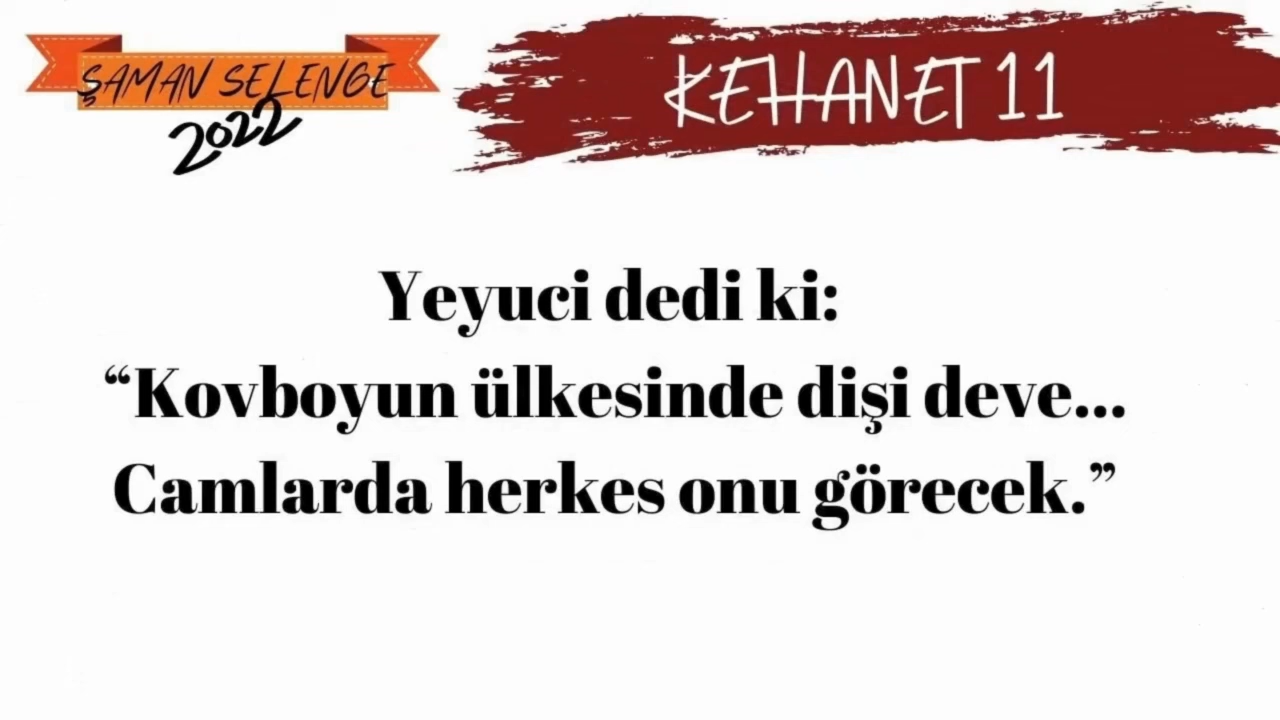 ŞAMAN SELENGE
2022
KEHANET 11
Yeyuci dedi ki:
“Kovboyun ülkesinde dişi deve...
Camlarda herkes onu görecek.”